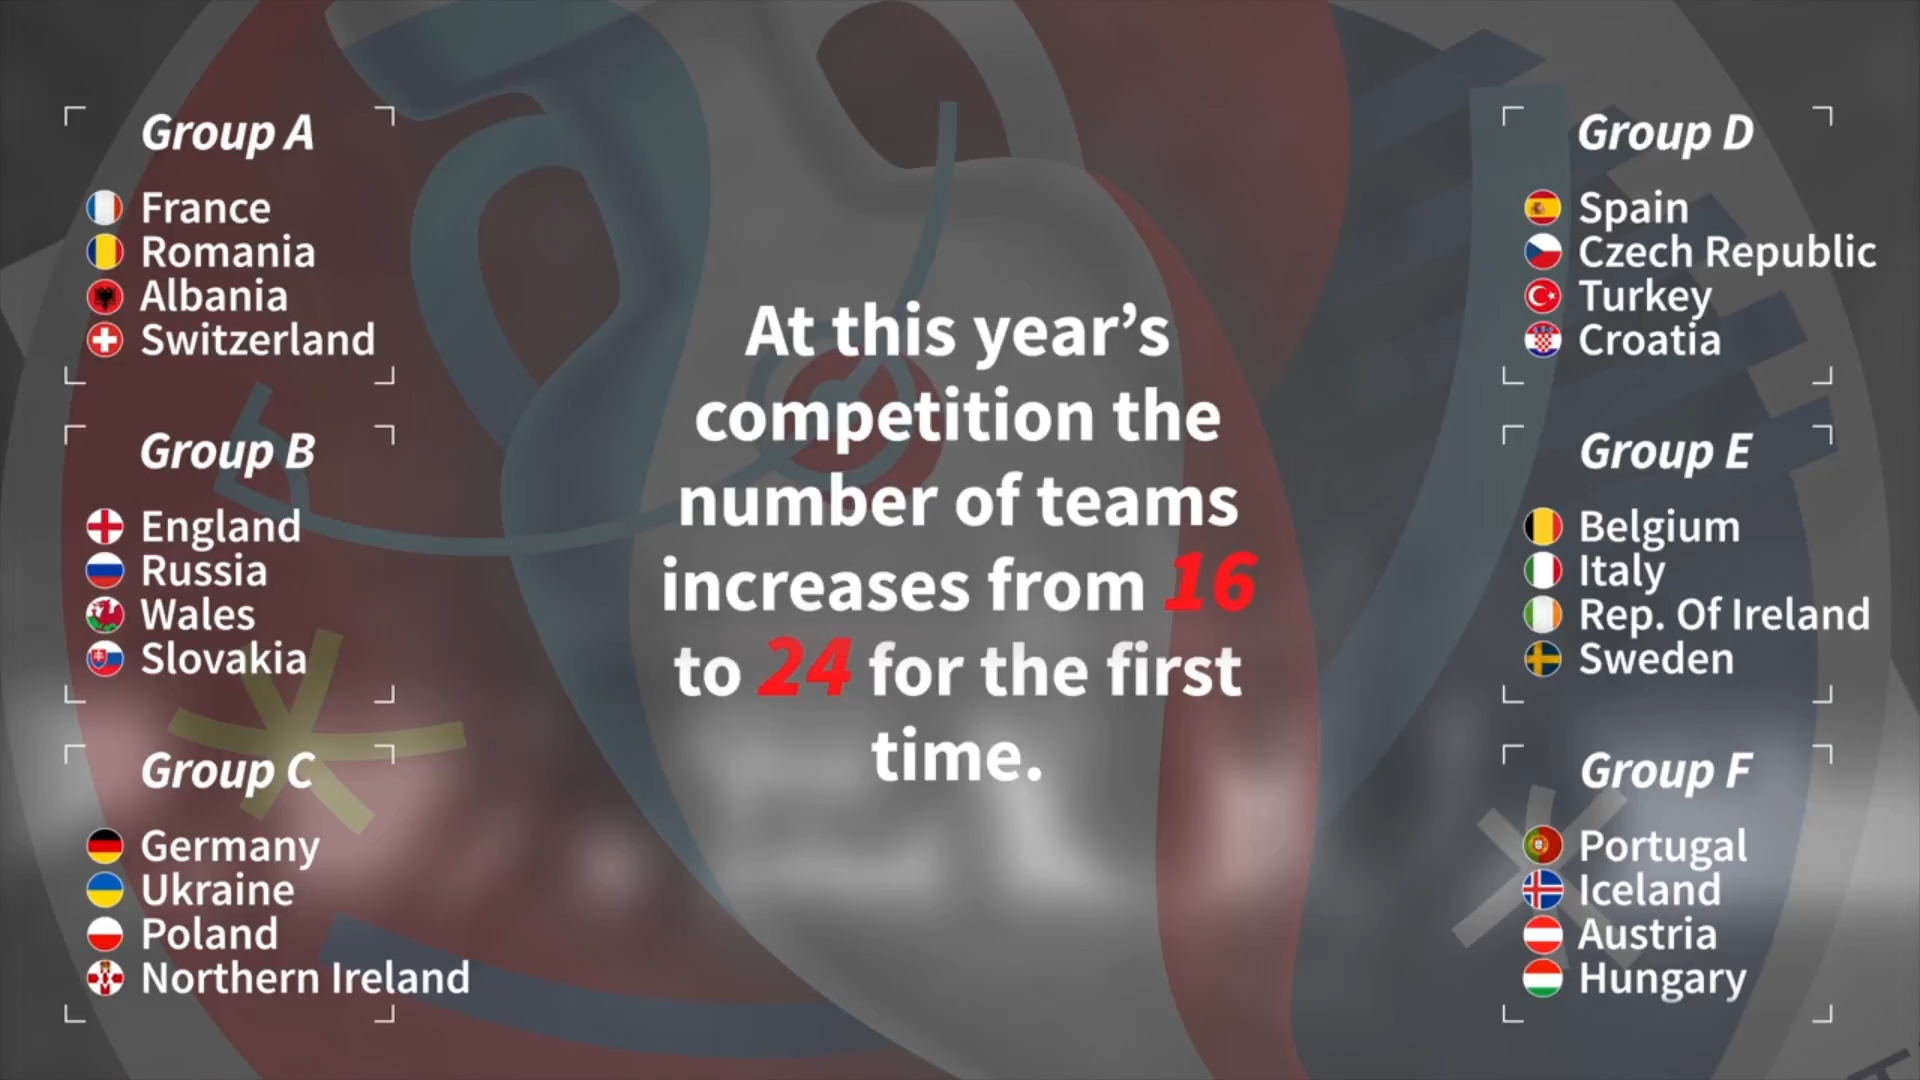 Group A
France
Romania
Albania
Switzerland
Group B
England
Russia
Wales
Slovakia
Group C
Germany
Ukraine
Poland
Northern Ireland
At this year’s
competition the
number of teams
increases from 16
to 24 for the first
time.
Group D
Spain
Czech Republic
Turkey
Croatia
Group E
Belgium
Italy
Rep. Of Ireland
Sweden
Group F
Portugal
Iceland
Austria
Hungary